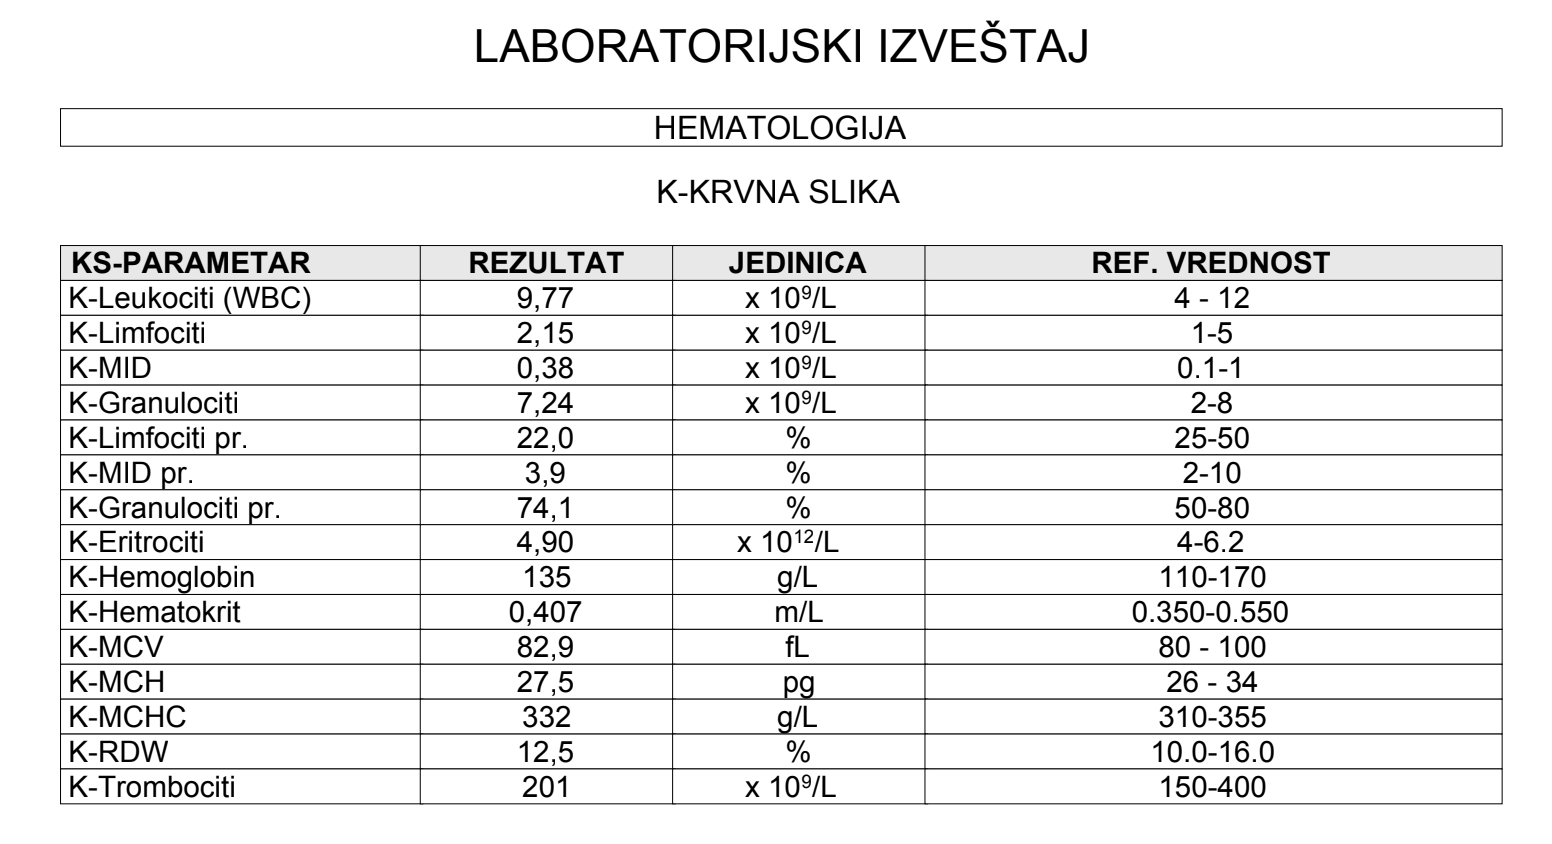 LABORATORIJSKI IZVEŠTAJ
HEMATOLOGIJA
K-KRVNA SLIKA
KS-PARAMETAR REZULTAT JEDINICA REF. VREDNOST
K-Leukociti (WBC) 9,77 x 10⁹/L 4 - 12
K-Limfociti 2,15 x 10⁹/L 1-5
K-MID 0,38 x 10⁹/L 0.1-1
K-Granulociti 7,24 x 10⁹/L 2-8
K-Limfociti pr. 22,0 % 25-50
K-MID pr. 3,9 % 2-10
K-Granulociti pr. 74,1 % 50-80
K-Eritrociti 4,90 x 10¹²/L 4-6.2
K-Hemoglobin 135 g/L 110-170
K-Hematokrit 0,407 m/L 0.350-0.550
K-MCV 82,9 fL 80 - 100
K-MCH 27,5 pg 26 - 34
K-MCHC 332 g/L 310-355
K-RDW 12,5 % 10.0-16.0
K-Trombociti 201 x 10⁹/L 150-400